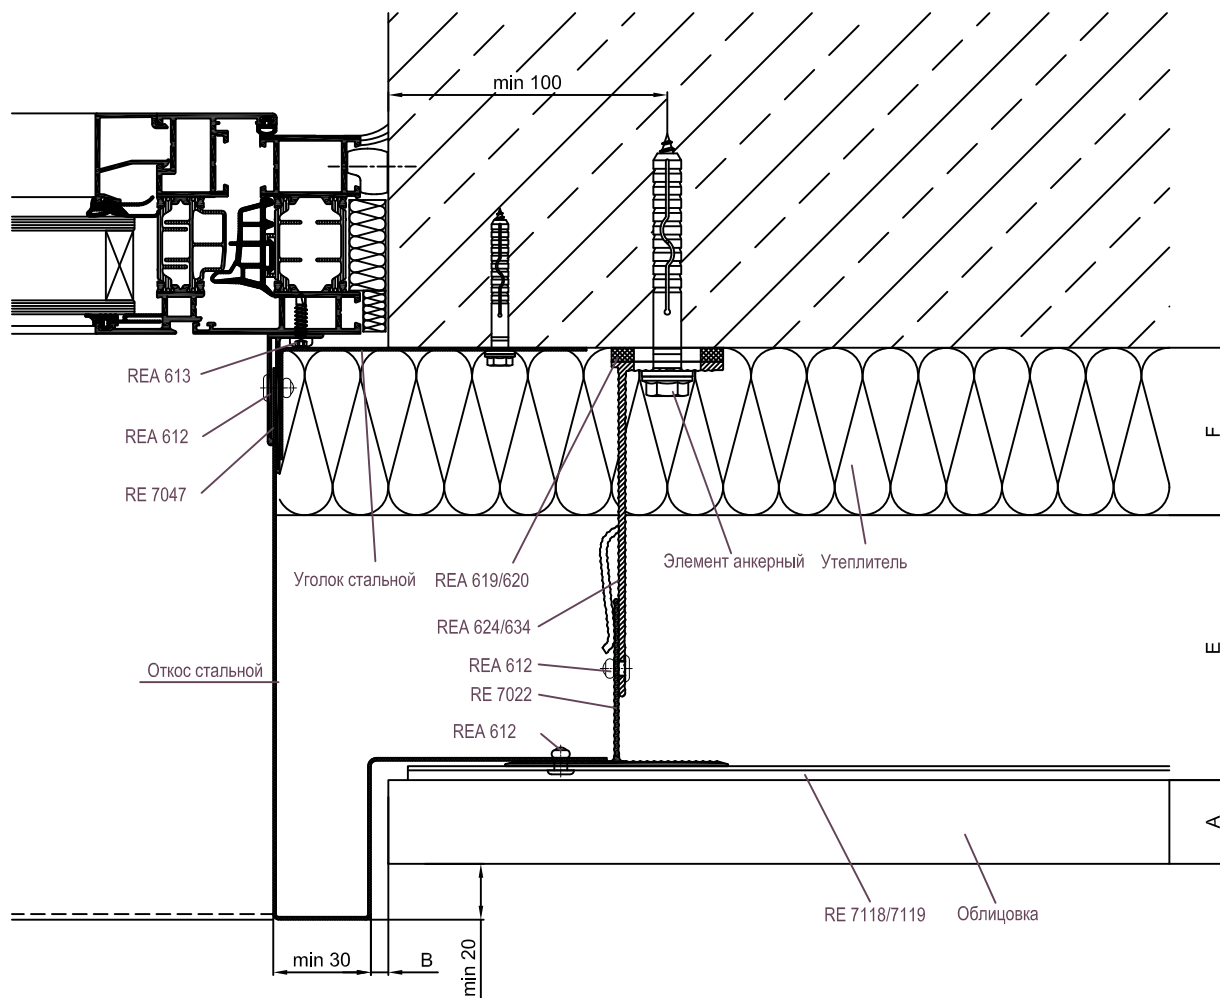 min 100
REA 613
REA 612
RE 7047
F
Уголок стальной
REA 619/620
Элемент анкерный
Утеплитель
REA 624/634
Откос стальной
REA 612
RE 7022
E
REA 612
A
RE 7118/7119
Облицовка
min 30
B
min 20